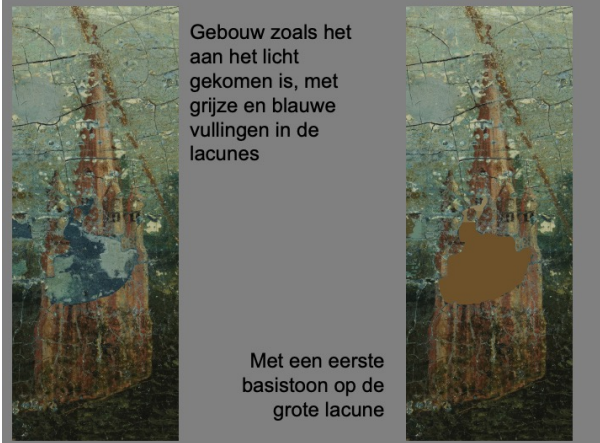 Gebouw zoals het
aan het licht
gekomen is, met
grijze en blauwe
vullingen in de
lacunes
Met een eerste
basistoon op de
grote lacune